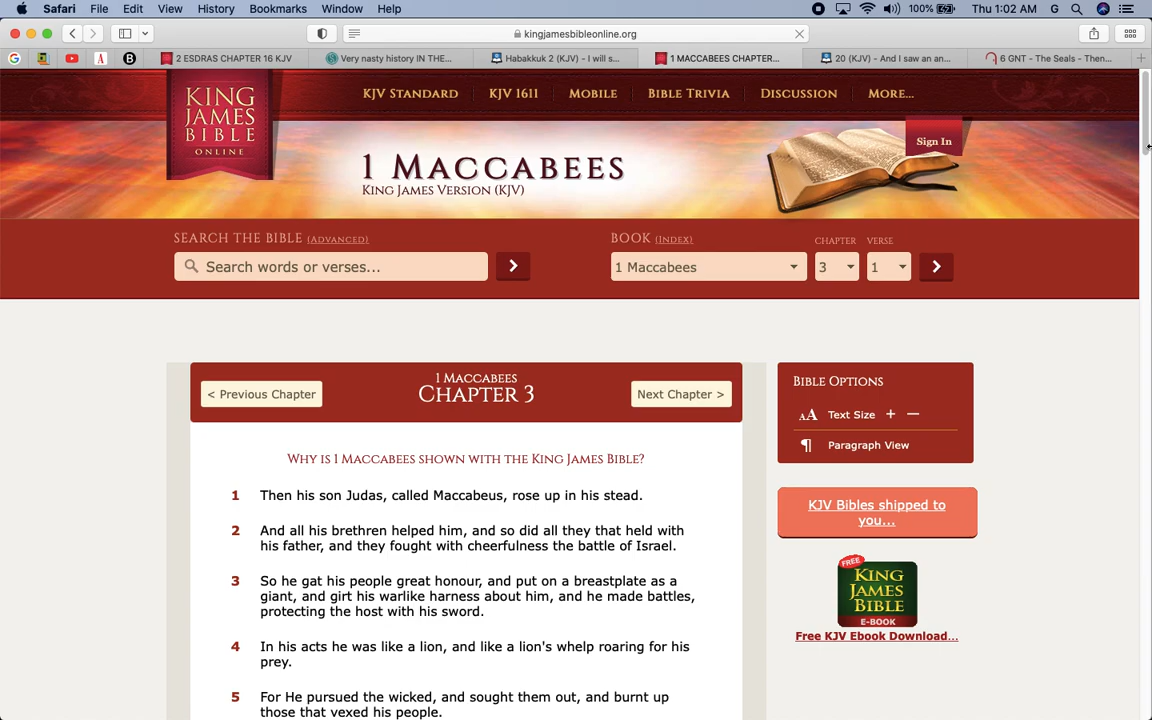 Safari File Edit View History Bookmarks Window Help 100% Thu 1:02 AM G
kingjamesbibleonline.org
2 ESDRAS CHAPTER 16 KJV Very nasty history IN THE... Habakkuk 2 (KJV) - I will s... 1 MACCABEES CHAPTER... 20 (KJV) - And I saw an an... 6 GNT - The Seals - Then...
KING JAMES BIBLE ONLINE
KJV STANDARD KJV 1611 MOBILE BIBLE TRIVIA DISCUSSION MORE...
Sign In
1 MACCABEES
KING JAMES VERSION (KJV)
SEARCH THE BIBLE (ADVANCED) BOOK (INDEX) CHAPTER VERSE
Search words or verses... 1 Maccabees 3 1
< Previous Chapter
1 MACCABEES
CHAPTER 3
Next Chapter >
WHY IS 1 MACCABEES SHOWN WITH THE KING JAMES BIBLE?
1 Then his son Judas, called Maccabeus, rose up in his stead.
2 And all his brethren helped him, and so did all they that held with
his father, and they fought with cheerfulness the battle of Israel.
3 So he gat his people great honour, and put on a breastplate as a
giant, and girt his warlike harness about him, and he made battles,
protecting the host with his sword.
4 In his acts he was like a lion, and like a lion's whelp roaring for his
prey.
5 For He pursued the wicked, and sought them out, and burnt up
those that vexed his people.
BIBLE OPTIONS
AA Text Size + —
¶ Paragraph View
KJV Bibles shipped to
you...
FREE
KING
JAMES
BIBLE
E-BOOK
Free KJV Ebook Download...